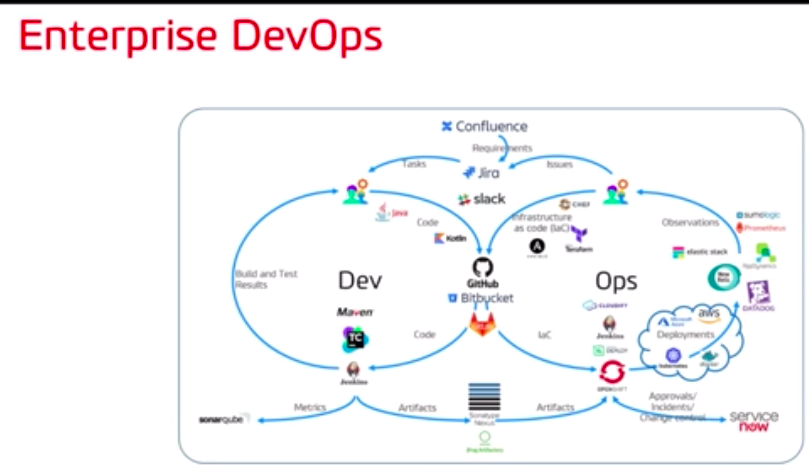 Enterprise DevOps
Confluence
Requirements
Tasks
Issues
Jira
slack
CHEF
Java
Code
Infrastructure
as code (IaC)
Kotlin
ANSIBLE
Terraform
Observations
sumologic
Prometheus
elastic stack
AppDynamics
New Relic
DATADOG
GitHub
Bitbucket
Dev
Ops
Build and Test
Results
Maven
TC
Jenkins
Code
IaC
CLOUDIFY
Jenkins
DEPLOY
OPENSHIFT
Microsoft
Azure
aws
Deployments
kubernetes
docker
Metrics
Artifacts
Artifacts
sonarqube
Sonatype
Nexus
JFrog Artifactory
Approvals/
Incidents/
Change control
service
now